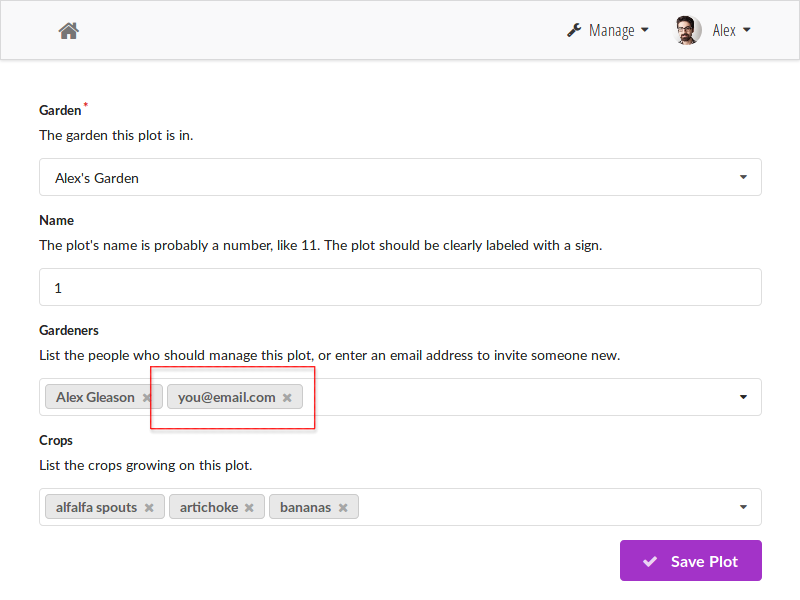 Manage Alex
Garden *
The garden this plot is in.
Alex's Garden
Name
The plot's name is probably a number, like 11. The plot should be clearly labeled with a sign.
1
Gardeners
List the people who should manage this plot, or enter an email address to invite someone new.
Alex Gleason × you@email.com ×
Crops
List the crops growing on this plot.
alfalfa spouts × artichoke × bananas ×
Save Plot